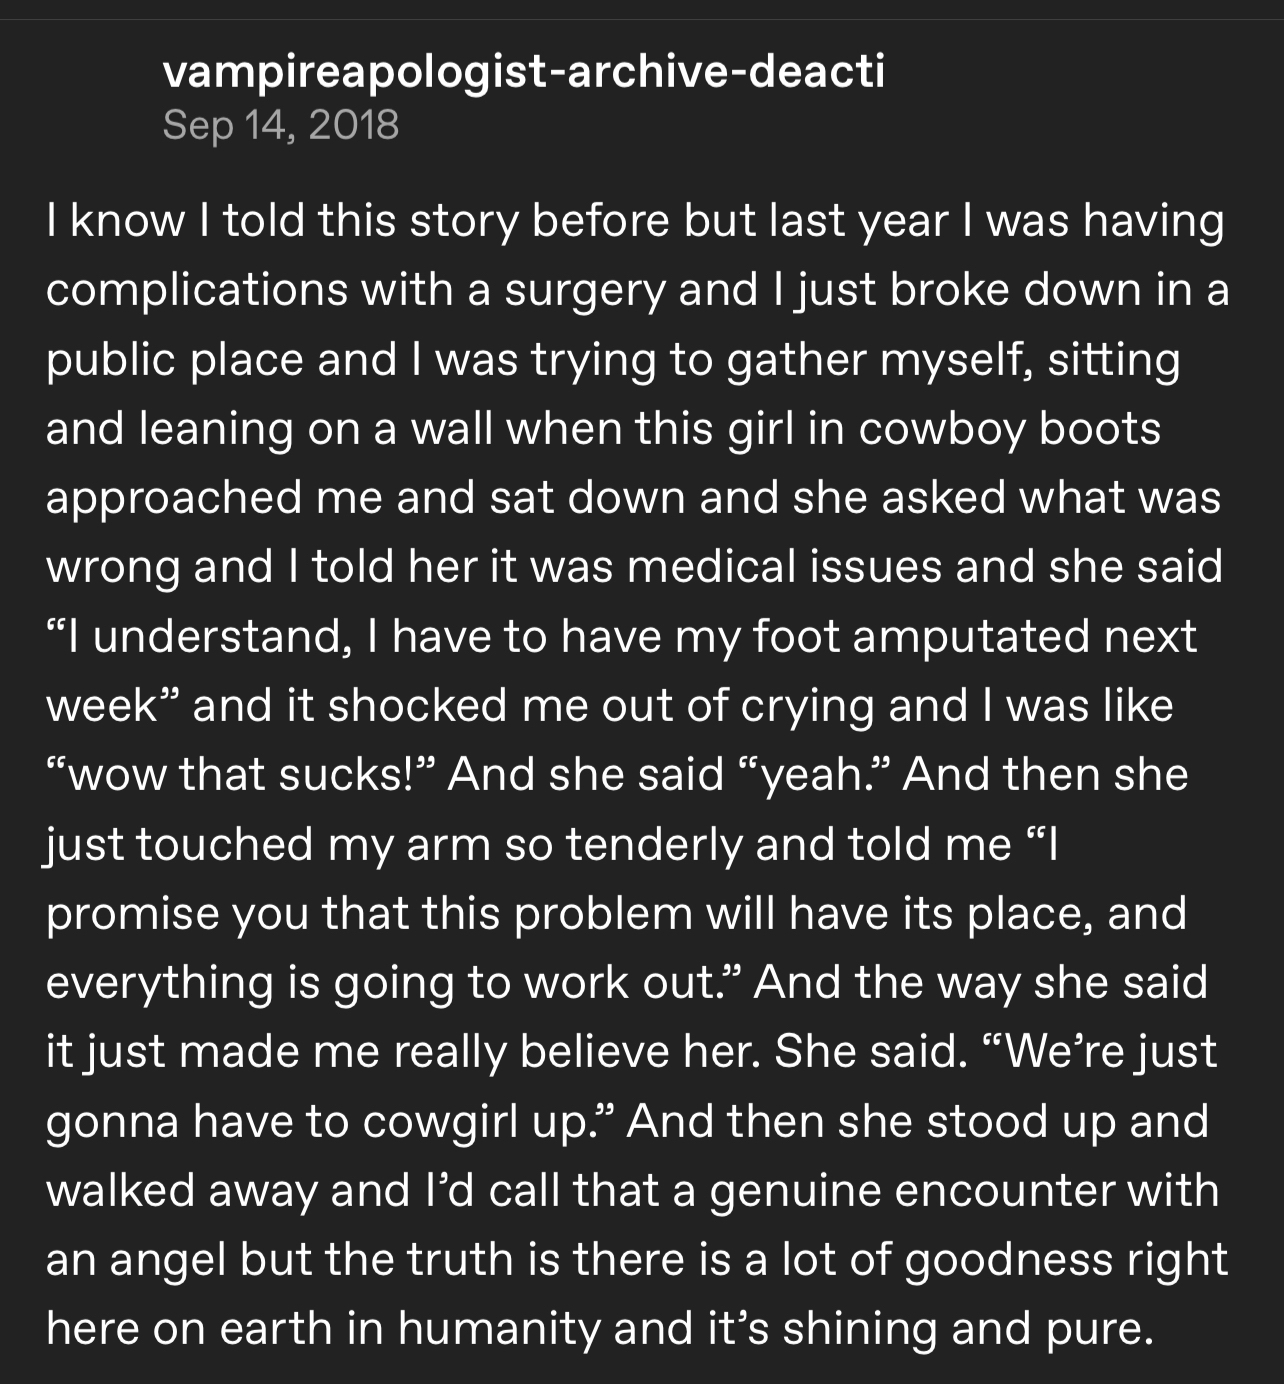 vampireapologist-archive-deacti
Sep 14, 2018
I know I told this story before but last year I was having
complications with a surgery and I just broke down in a
public place and I was trying to gather myself, sitting
and leaning on a wall when this girl in cowboy boots
approached me and sat down and she asked what was
wrong and I told her it was medical issues and she said
“I understand, I have to have my foot amputated next
week” and it shocked me out of crying and I was like
“wow that sucks!” And she said “yeah.” And then she
just touched my arm so tenderly and told me “I
promise you that this problem will have its place, and
everything is going to work out.” And the way she said
it just made me really believe her. She said. “We’re just
gonna have to cowgirl up.” And then she stood up and
walked away and I’d call that a genuine encounter with
an angel but the truth is there is a lot of goodness right
here on earth in humanity and it’s shining and pure.